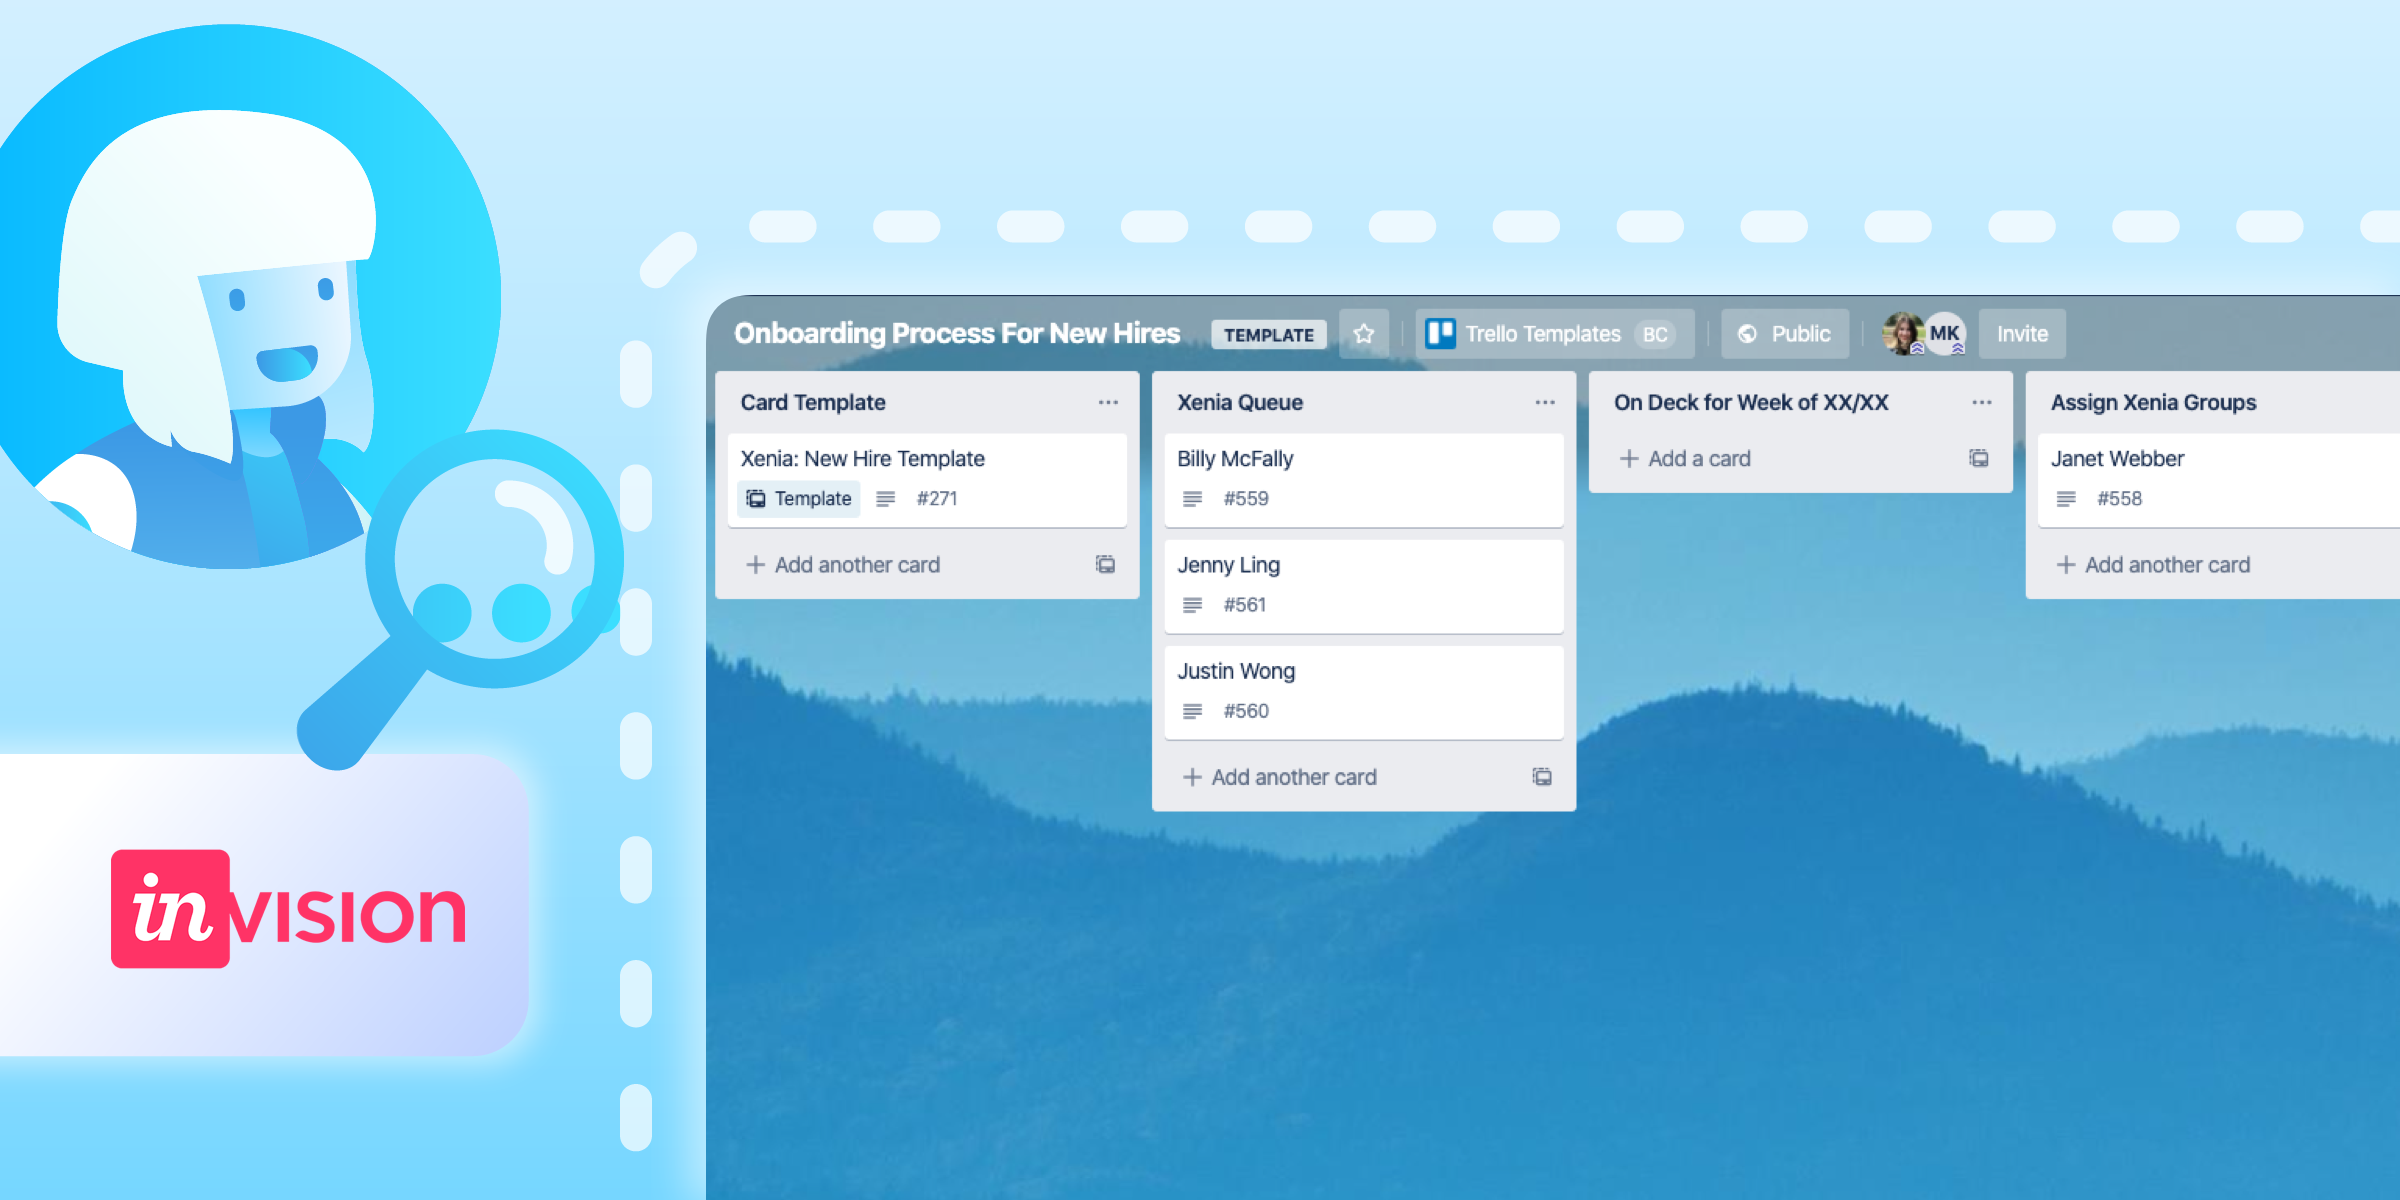 Onboarding Process For New Hires TEMPLATE Trello Templates BC Public MK Invite
Card Template
Xenia: New Hire Template
Template #271
Add another card
Xenia Queue
Billy McFally
#559
Jenny Ling
#561
Justin Wong
#560
Add another card
On Deck for Week of XX/XX
Add a card
Assign Xenia Groups
Janet Webber
#558
Add another card
invision